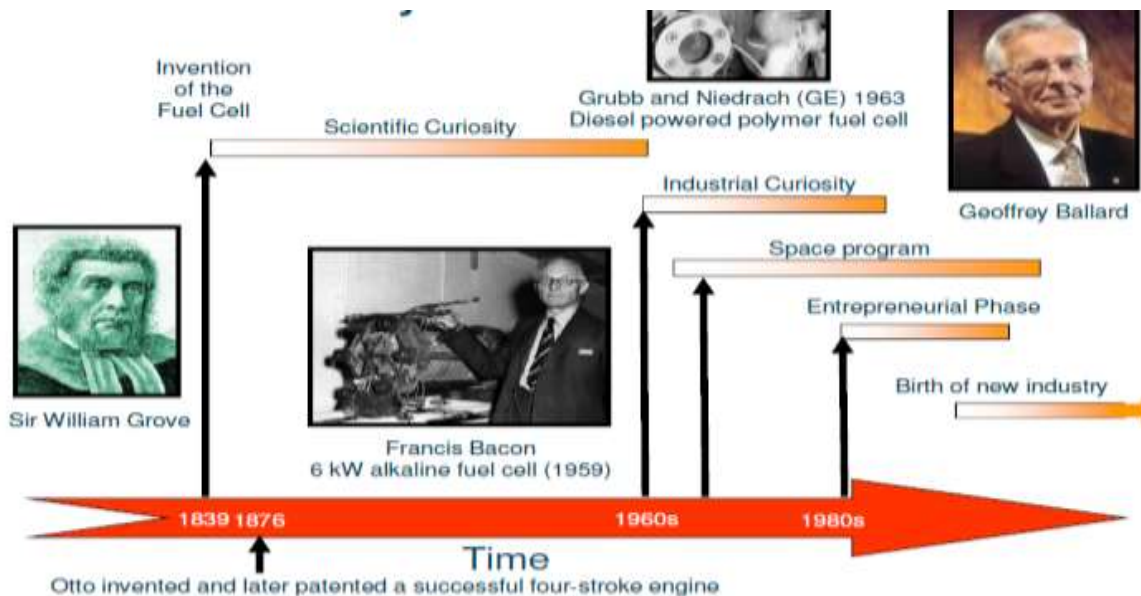 Invention
of the
Fuel Cell
Scientific Curiosity
Grubb and Niedrach (GE) 1963
Diesel powered polymer fuel cell
Industrial Curiosity
Geoffrey Ballard
Space program
Entrepreneurial Phase
Birth of new industry
Sir William Grove
Francis Bacon
6 kW alkaline fuel cell (1959)
1839 1876 1960s 1980s
Time
Otto invented and later patented a successful four-stroke engine